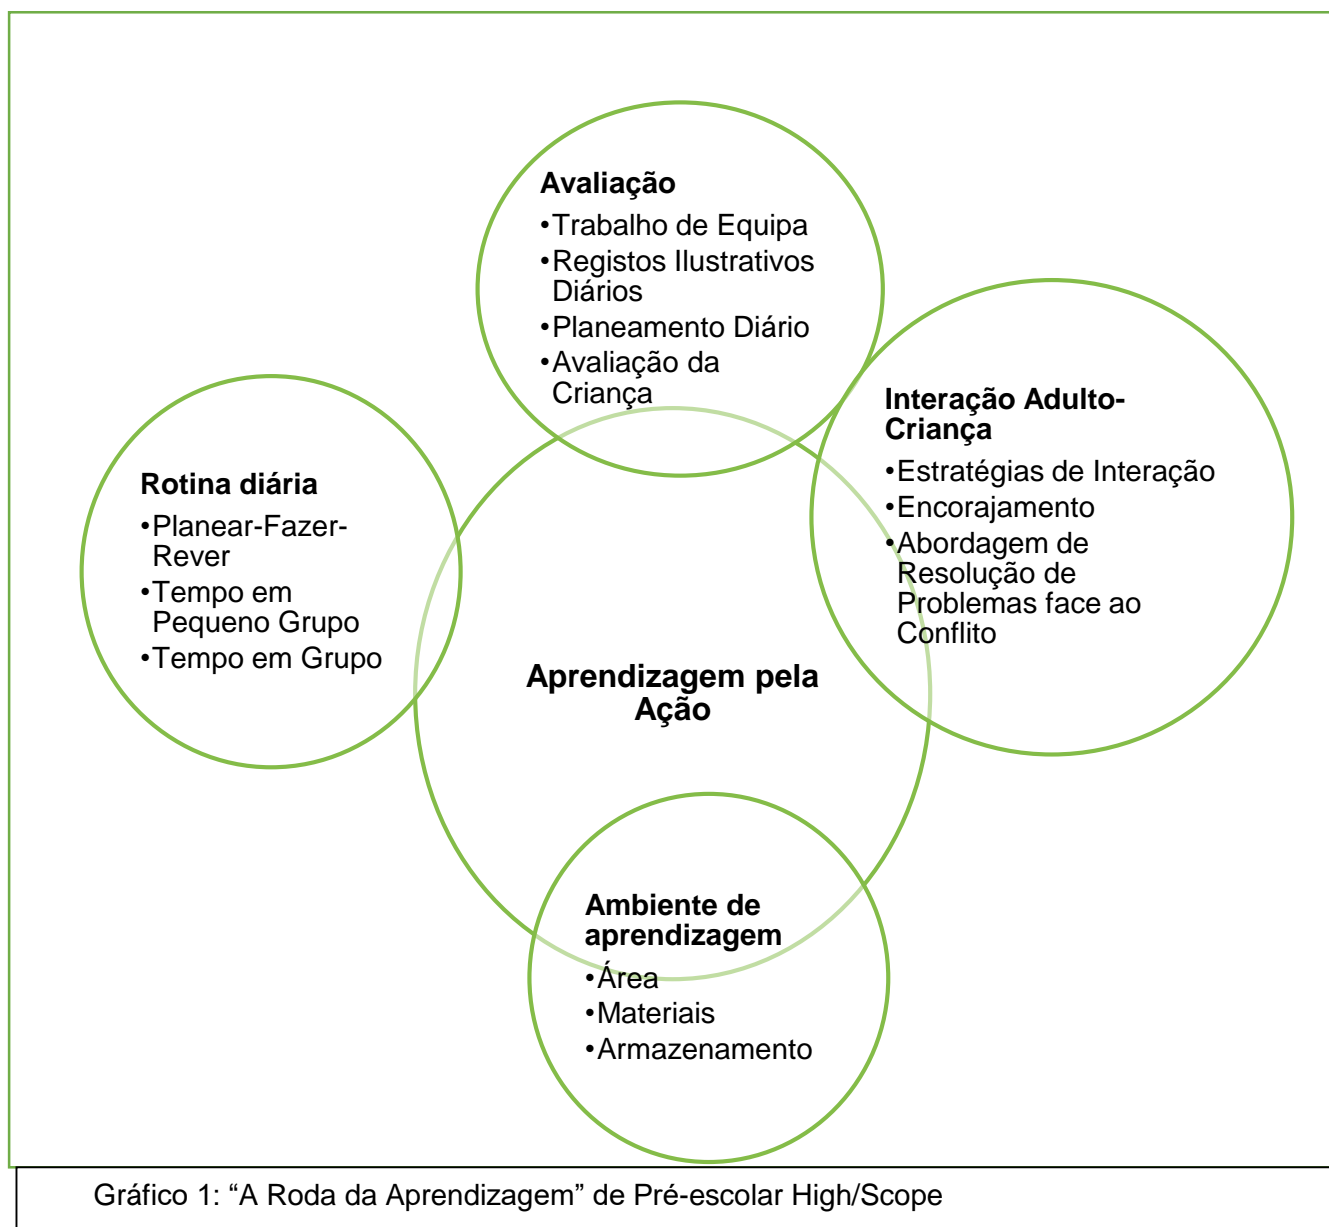 Avaliação
•Trabalho de Equipa
•Registos Ilustrativos
Diários
•Planeamento Diário
•Avaliação da
Criança
Interação Adulto-
Criança
•Estratégias de Interação
•Encorajamento
•Abordagem de
Resolução de
Problemas face ao
Conflito
Rotina diária
•Planear-Fazer-
Rever
•Tempo em
Pequeno Grupo
•Tempo em Grupo
Aprendizagem pela
Ação
Ambiente de
aprendizagem
•Área
•Materiais
•Armazenamento
Gráfico 1: “A Roda da Aprendizagem” de Pré-escolar High/Scope